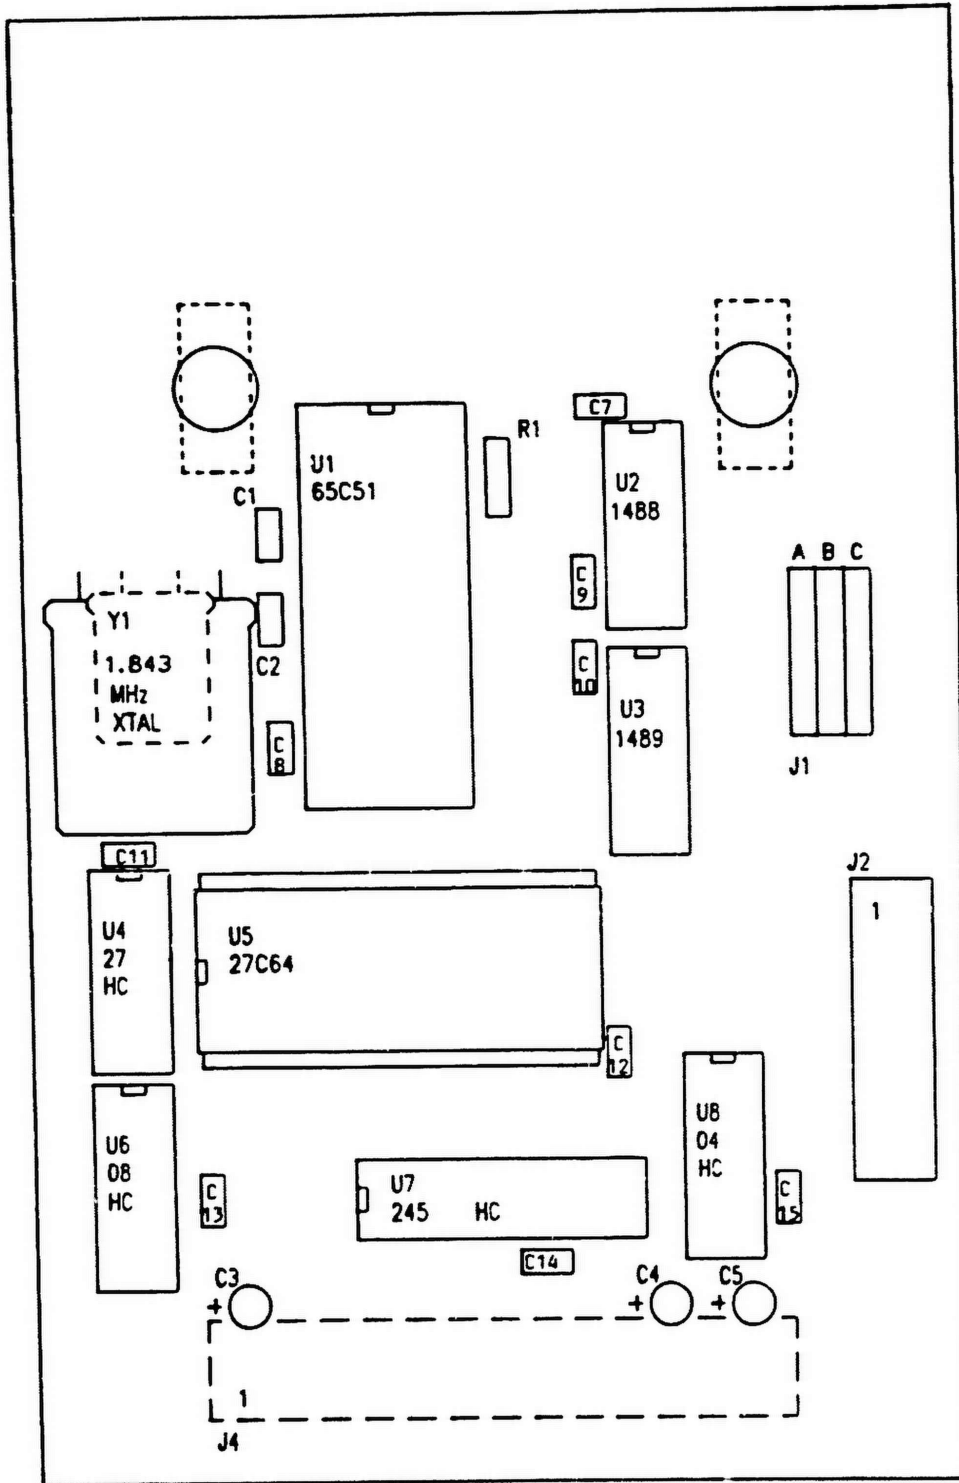 C7
R1
U1
65C51
U2
1488
C1
A B C
C
9
Y1
1.843
MHz
XTAL
C2
C
10
U3
1489
C
8
J1
C11
J2
1
U4
27
HC
U5
27C64
C
12
U8
04
HC
U6
08
HC
U7
245 HC
C
13
C
15
C14
C3
C4
C5
+
+
+
1
J4